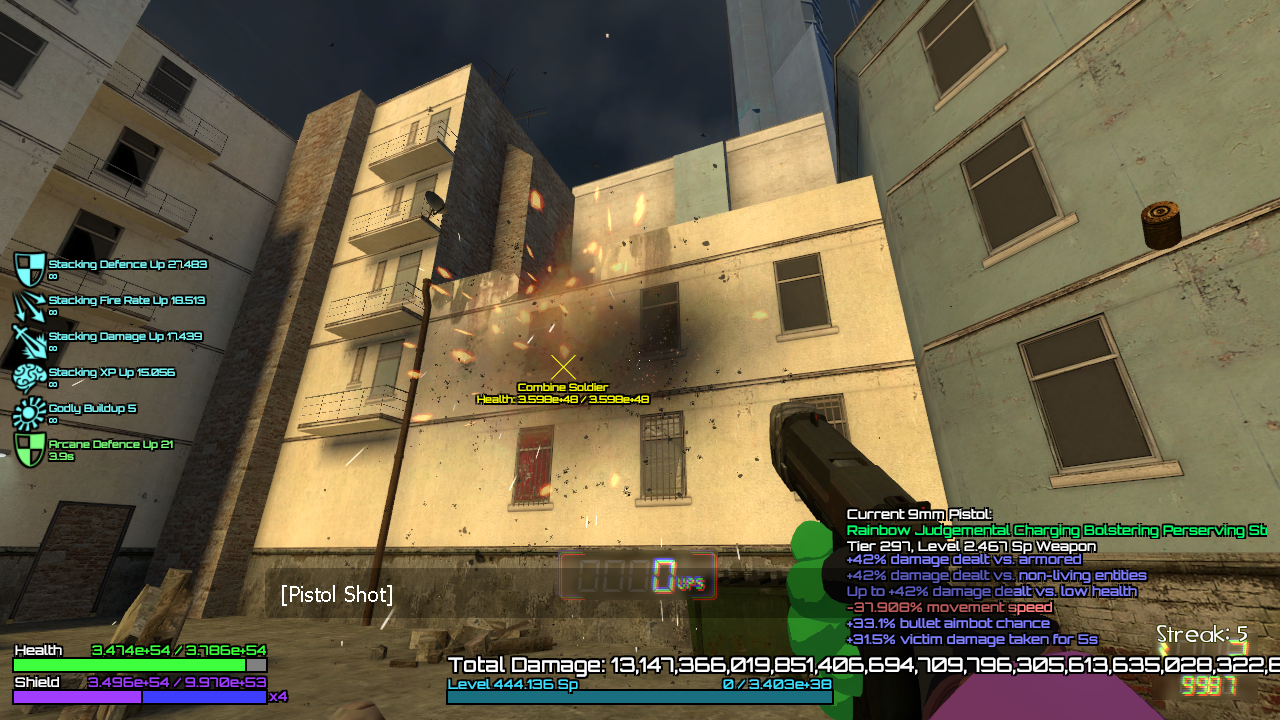 Stacking Defence Up 27.483
∞
Stacking Fire Rate Up 18.513
∞
Stacking Damage Up 17.439
∞
Stacking XP Up 15.056
∞
Godly Buildup 5
∞
Arcane Defence Up 21
3.9s
Combine Soldier
Health: 3.598e+48 / 3.598e+48
Current 9mm Pistol:
Rainbow Judgemental Charging Bolstering Perserving St
Tier 297, Level 2.467 Sp Weapon
+42% damage dealt vs. armored
+42% damage dealt vs. non-living entities
Up to +42% damage dealt vs. low health
-37.908% movement speed
+33.1% bullet aimbot chance
+31.5% victim damage taken for 5s
0 VPS
[Pistol Shot]
Streak: 5
Health 3.474e+54 / 3.786e+54
Shield 3.496e+54 / 9.970e+53 x4
Total Damage: 13,147,366,019,851,406,694,709,796,305,613,635,028,322,6
Level 444.136 Sp 0 / 3.403e+38
9987